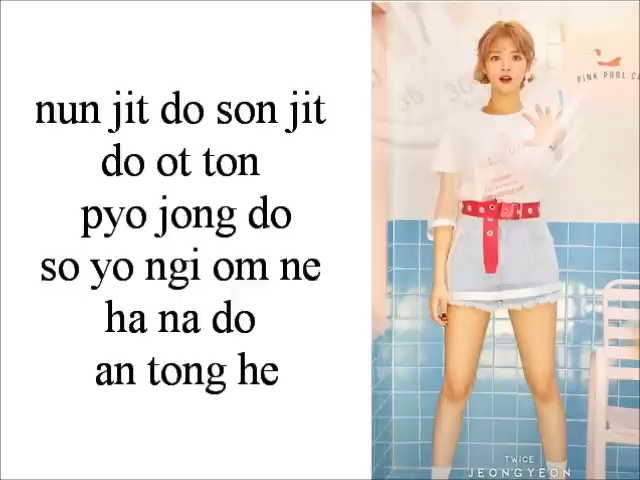 nun jit do son jit
do ot ton
pyo jong do
so yo ngi om ne
ha na do
an tong he
PINK POOL
TWICE
JEONGYEON